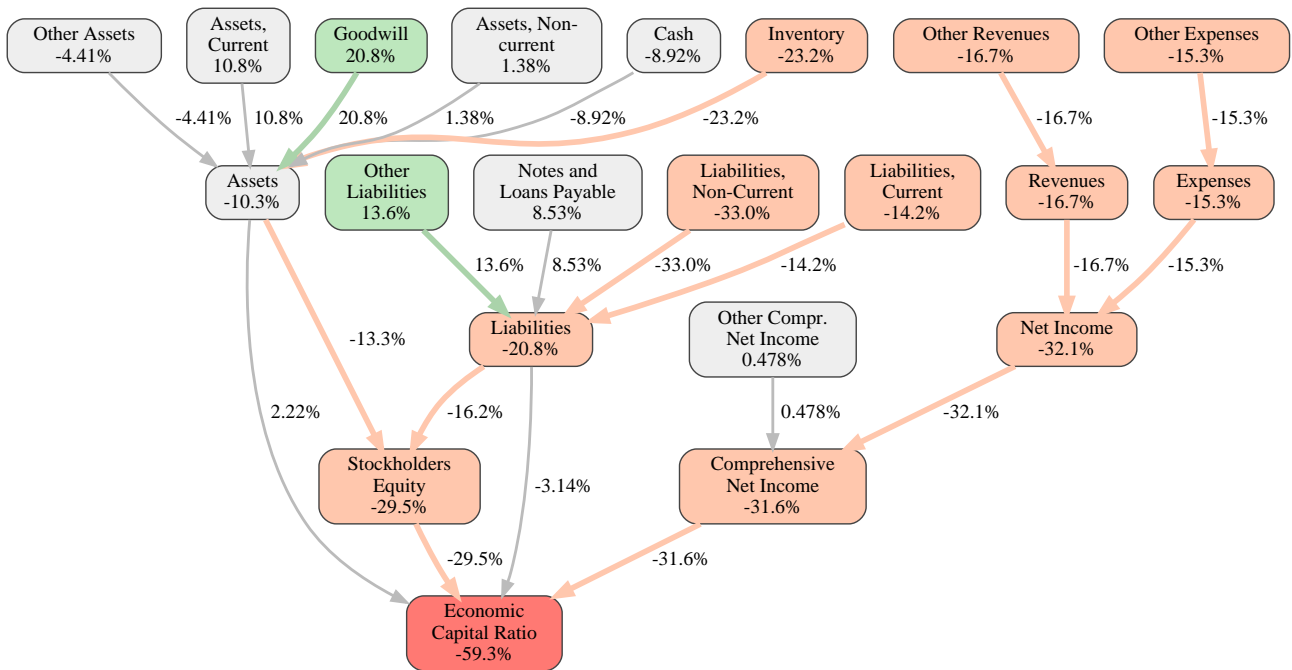 Other Assets
-4.41%
Assets,
Current
10.8%
Goodwill
20.8%
Assets, Non-
current
1.38%
Cash
-8.92%
Inventory
-23.2%
Other Revenues
-16.7%
Other Expenses
-15.3%
-4.41%
10.8%
20.8%
1.38%
-8.92%
-23.2%
-16.7%
-15.3%
Assets
-10.3%
Other
Liabilities
13.6%
Notes and
Loans Payable
8.53%
Liabilities,
Non-Current
-33.0%
Liabilities,
Current
-14.2%
Revenues
-16.7%
Expenses
-15.3%
13.6%
8.53%
-33.0%
-14.2%
-16.7%
-15.3%
-13.3%
Liabilities
-20.8%
Other Compr.
Net Income
0.478%
Net Income
-32.1%
2.22%
-16.2%
0.478%
-32.1%
Stockholders
Equity
-29.5%
-3.14%
Comprehensive
Net Income
-31.6%
-29.5%
-31.6%
Economic
Capital Ratio
-59.3%